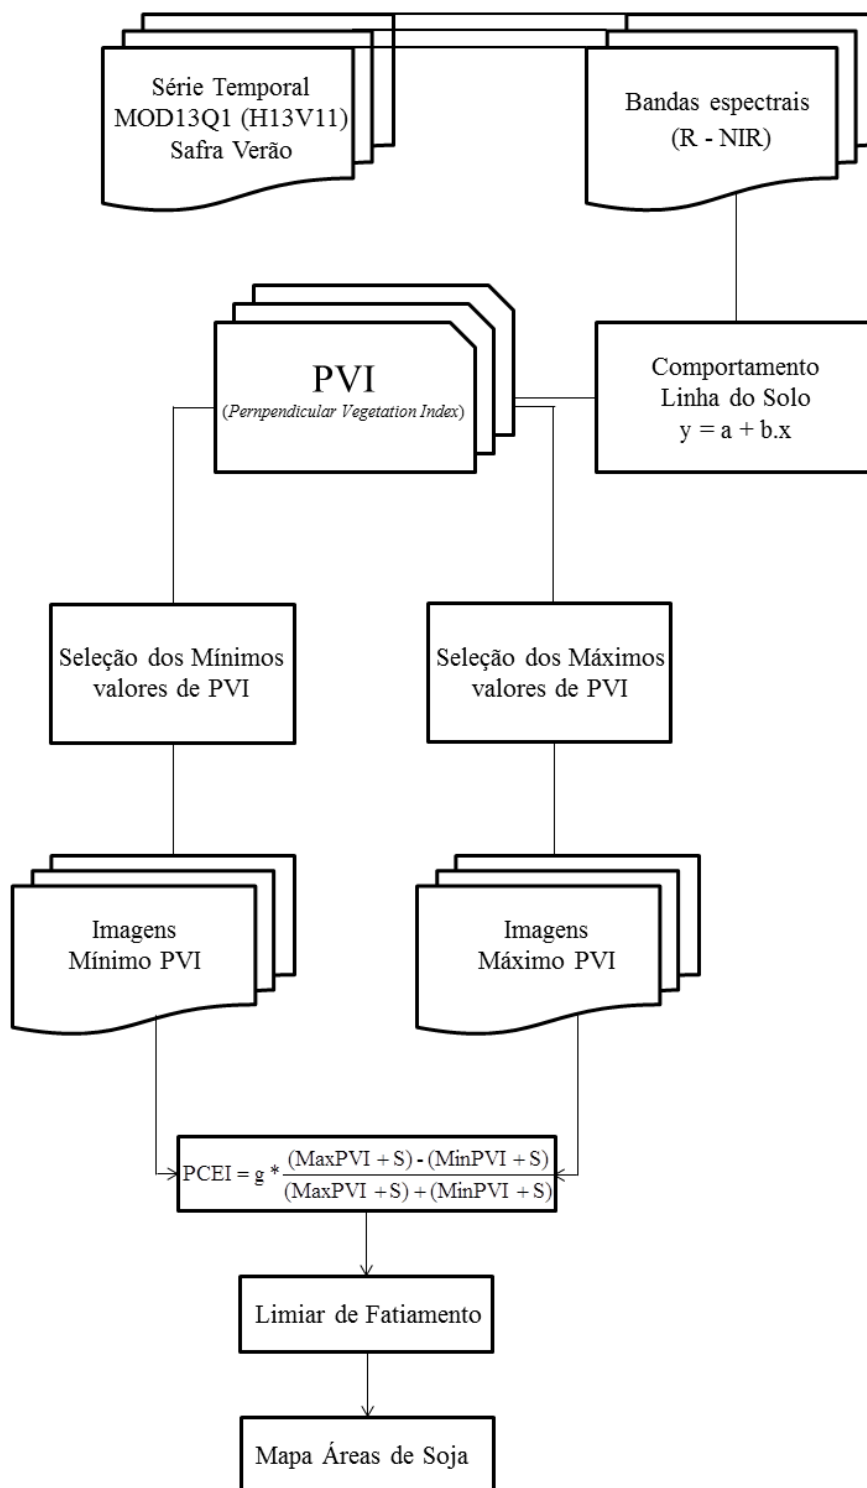 Série Temporal
MOD13Q1 (H13V11)
Safra Verão
Bandas espectrais
(R - NIR)
PVI
(Pernpendicular Vegetation Index)
Comportamento
Linha do Solo
y = a + b.x
Seleção dos Mínimos
valores de PVI
Seleção dos Máximos
valores de PVI
Imagens
Mínimo PVI
Imagens
Máximo PVI
PCEI = g * (MaxPVI + S) - (MinPVI + S)
(MaxPVI + S) + (MinPVI + S)
Limiar de Fatiamento
Mapa Áreas de Soja